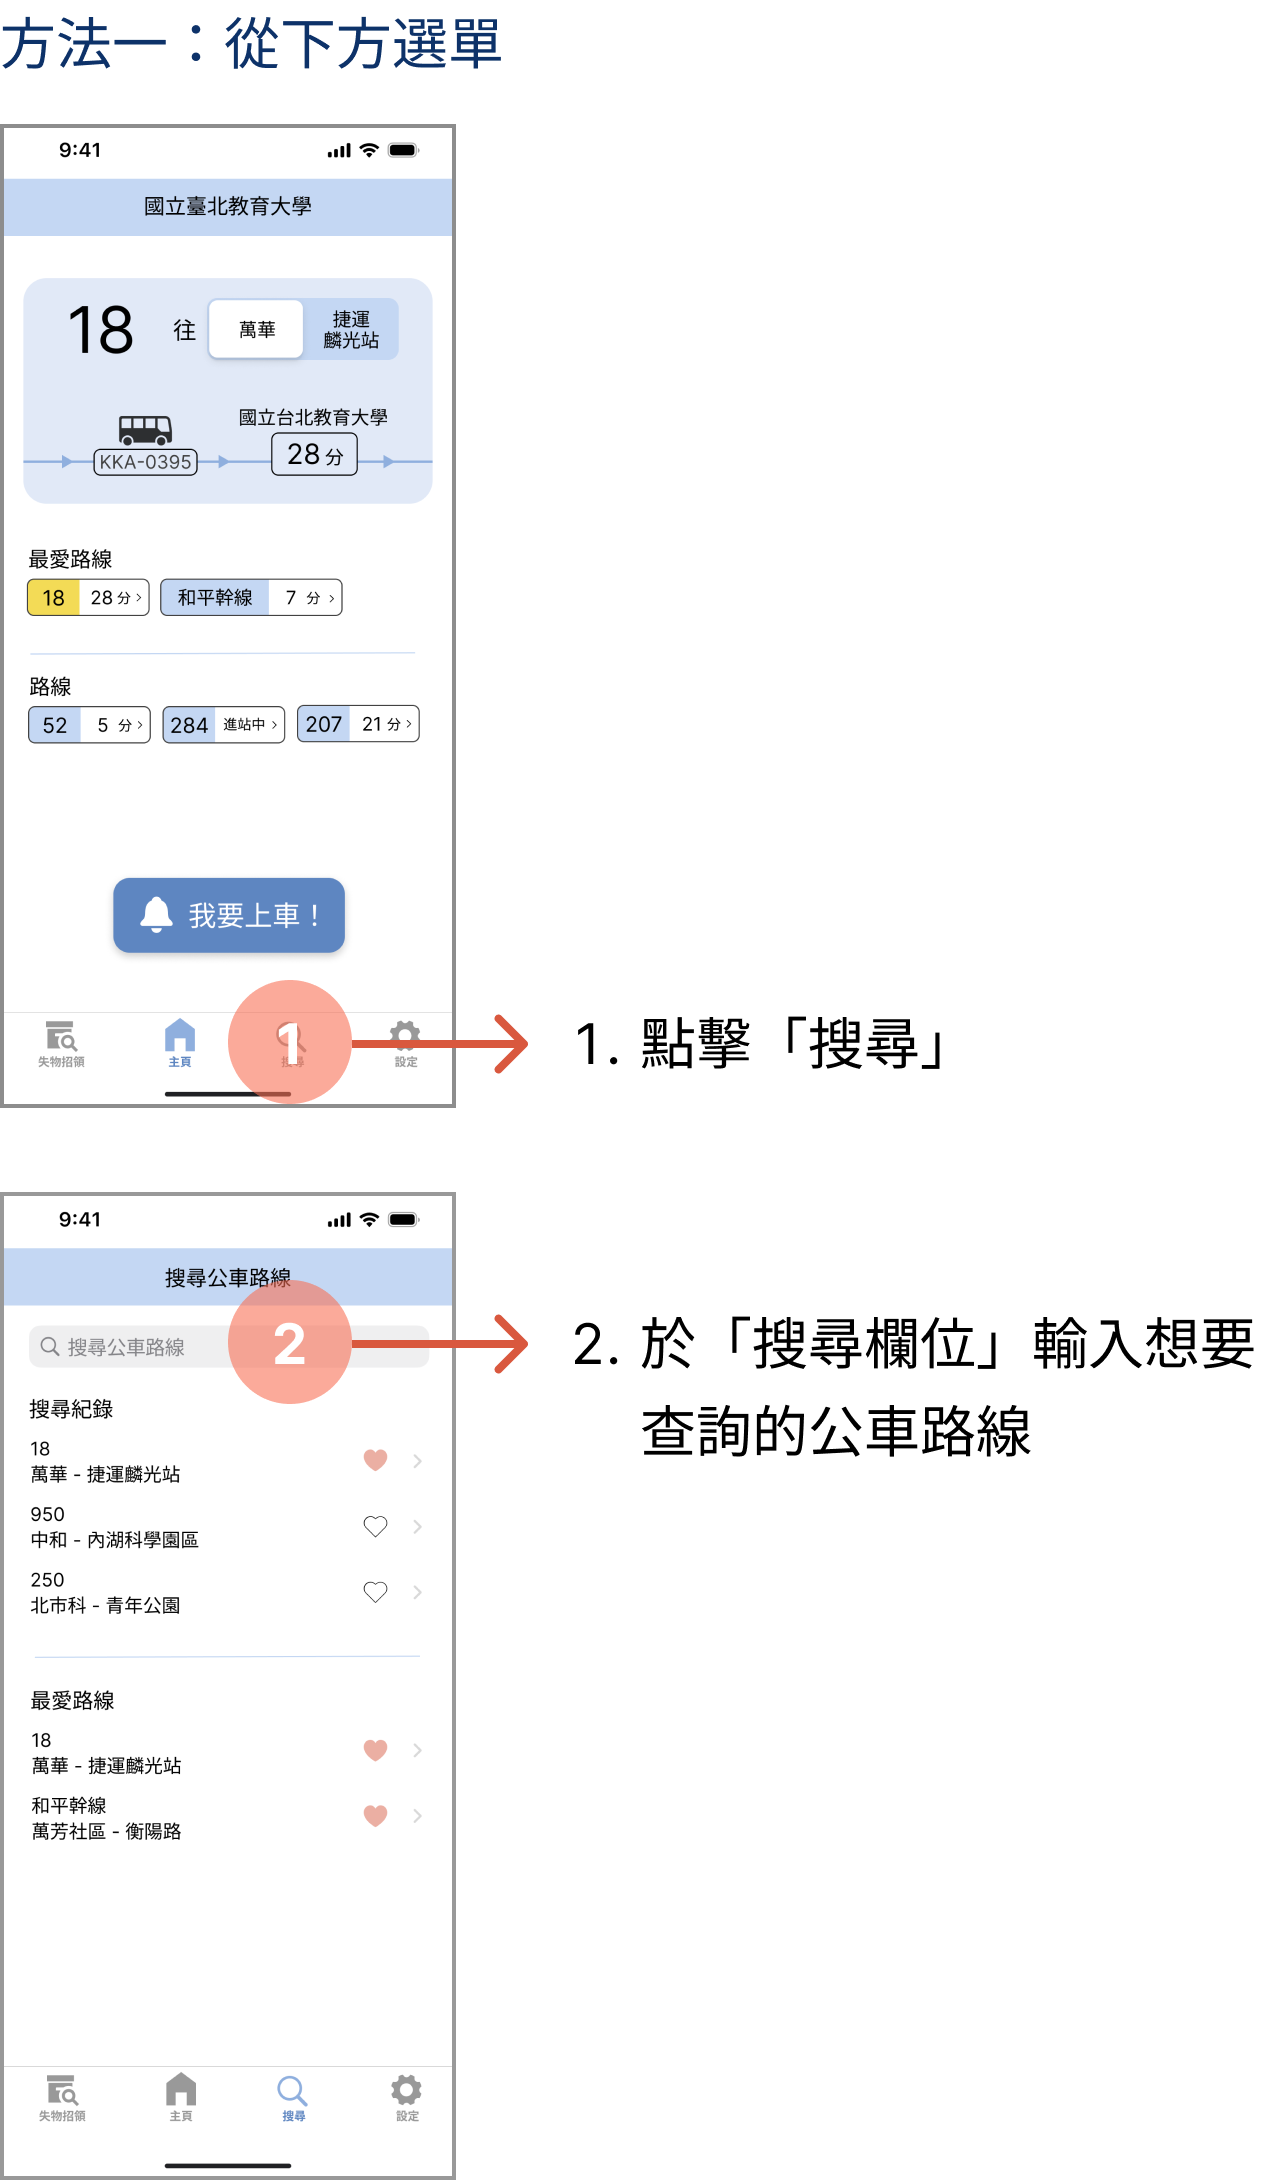 方法一：從下方選單
9:41
國立臺北教育大學
18 往 萬華 捷運
麟光站
國立台北教育大學
KKA-0395 28 分
最愛路線
18 28 分 和平幹線 7 分
路線
52 5 分 284 進站中 207 21 分
我要上車！
失物招領 主頁 搜尋 設定
1
1. 點擊「搜尋」
9:41
搜尋公車路線
搜尋公車路線
2
2. 於「搜尋欄位」輸入想要
查詢的公車路線
搜尋紀錄
18
萬華 - 捷運麟光站
950
中和 - 內湖科學園區
250
北市科 - 青年公園
最愛路線
18
萬華 - 捷運麟光站
和平幹線
萬芳社區 - 衡陽路
失物招領 主頁 搜尋 設定